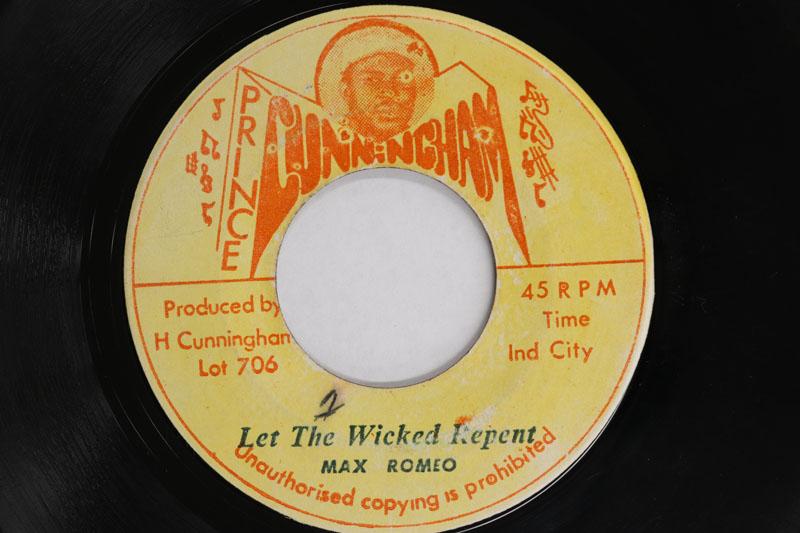 PRINCE
CUNNINGHAM
Produced by
H Cunninghan
Lot 706
45 RPM
Time
Ind City
1
Let The Wicked Repent
MAX ROMEO
Unauthorised copying is prohibited